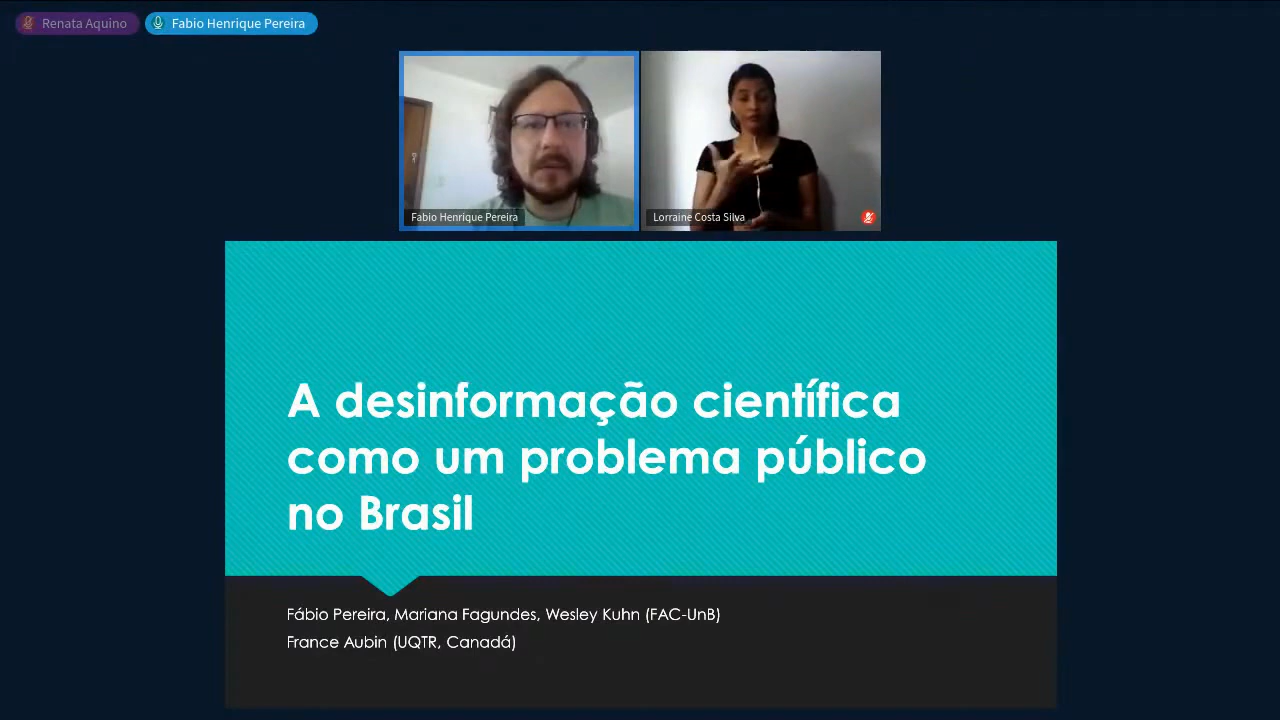 Renata Aquino
Fabio Henrique Pereira
Fabio Henrique Pereira
Lorraine Costa Silva
A desinformação científica
como um problema público
no Brasil
Fábio Pereira, Mariana Fagundes, Wesley Kuhn (FAC-UnB)
France Aubin (UQTR, Canadá)